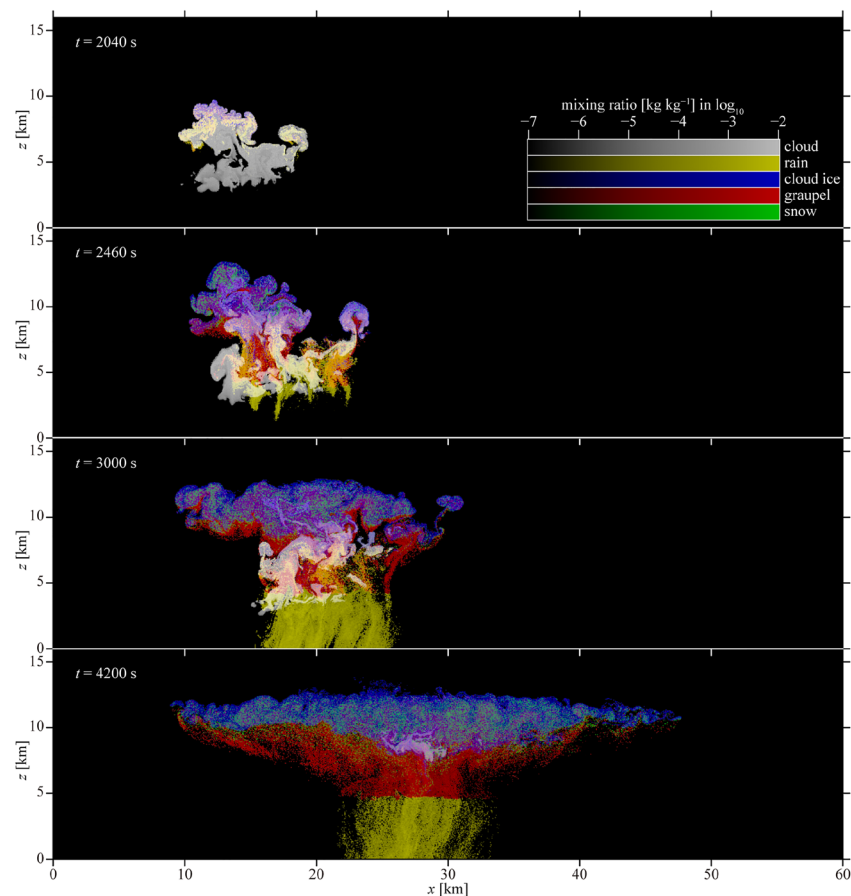 15
t = 2040 s
10
z [km]
5
0
mixing ratio [kg kg⁻¹] in log₁₀
−7 −6 −5 −4 −3 −2
cloud
rain
cloud ice
graupel
snow
15
t = 2460 s
10
z [km]
5
0
15
t = 3000 s
10
z [km]
5
0
15
t = 4200 s
10
z [km]
5
0
0 10 20 30 40 50 60
x [km]